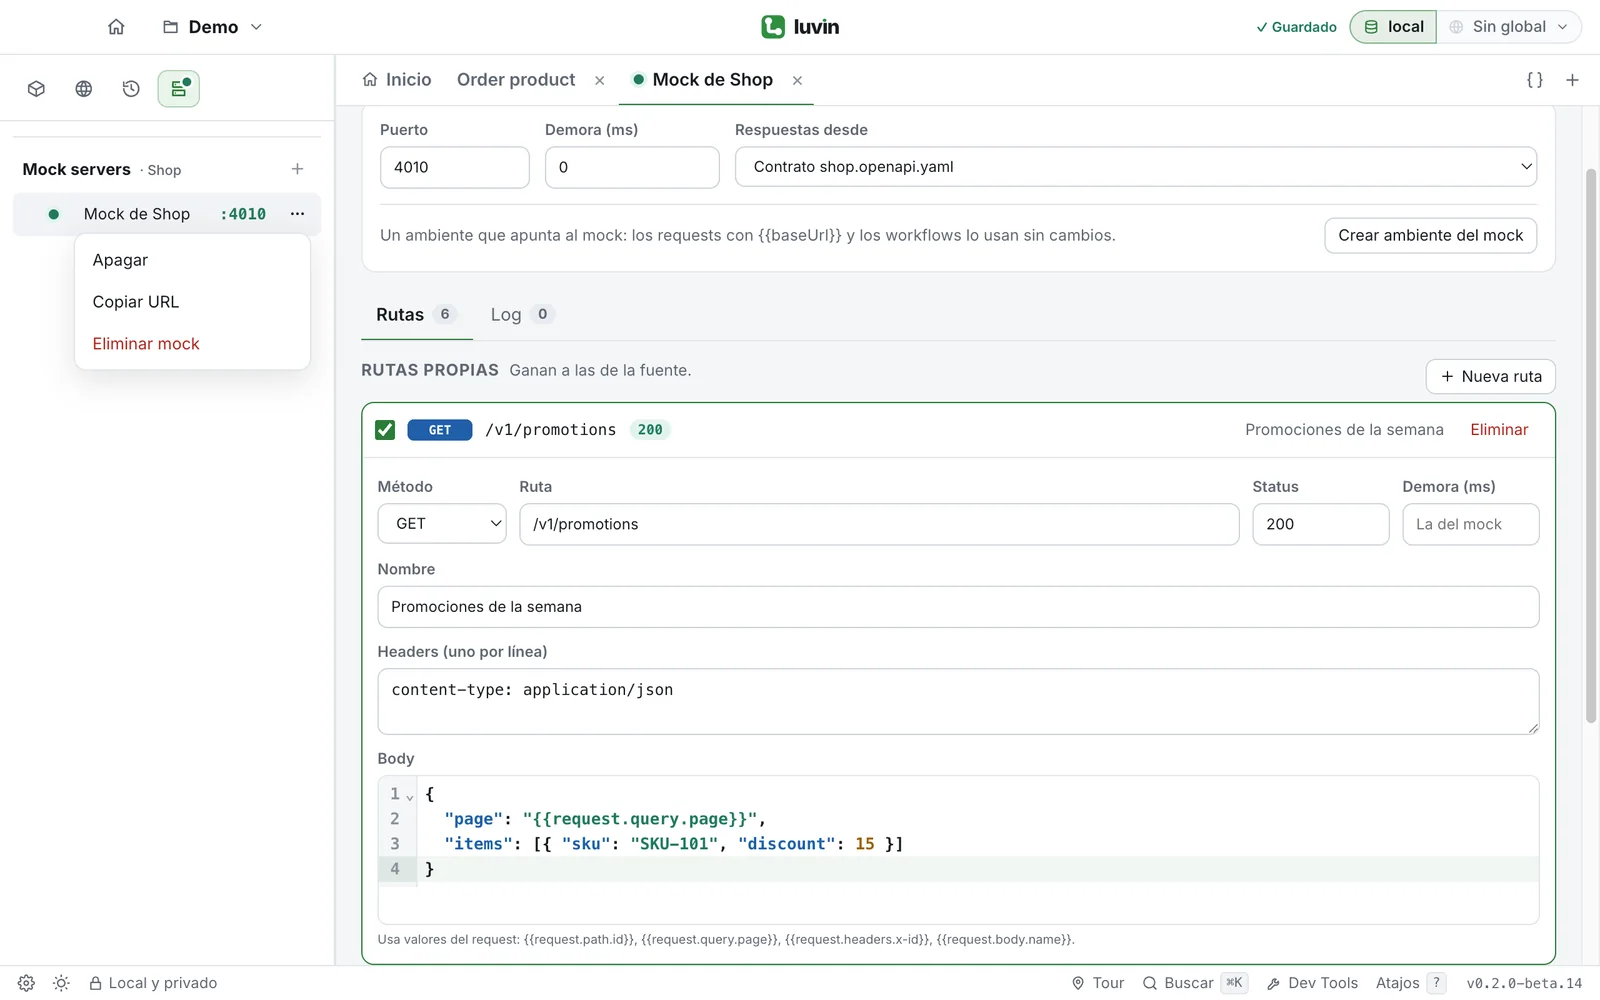 Demo
luvin
Guardado
local
Sin global
Inicio
Order product
Mock de Shop
{}
Mock servers · Shop
Mock de Shop :4010 ...
Apagar
Copiar URL
Eliminar mock
Puerto
Demora (ms)
Respuestas desde
4010
0
Contrato shop.openapi.yaml
Un ambiente que apunta al mock: los requests con {{baseUrl}} y los workflows lo usan sin cambios.
Crear ambiente del mock
Rutas 6
Log 0
RUTAS PROPIAS Ganan a las de la fuente.
+ Nueva ruta
GET /v1/promotions 200
Promociones de la semana
Eliminar
Método
Ruta
Status
Demora (ms)
GET
/v1/promotions
200
La del mock
Nombre
Promociones de la semana
Headers (uno por línea)
content-type: application/json
Body
1 {
2 "page": "{{request.query.page}}",
3 "items": [{ "sku": "SKU-101", "discount": 15 }]
4 }
Usa valores del request: {{request.path.id}}, {{request.query.page}}, {{request.headers.x-id}}, {{request.body.name}}.
Local y privado
Tour
Buscar ⌘K
Dev Tools
Atajos ?
v0.2.0-beta.14